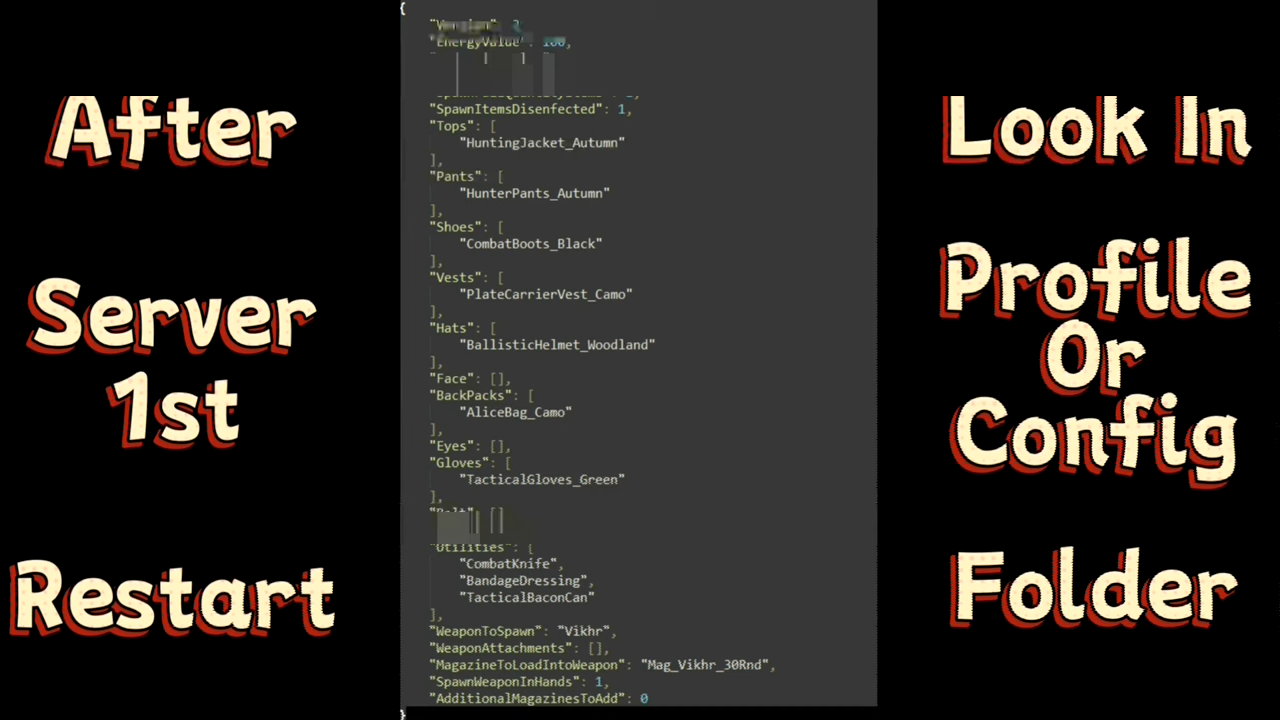 After
Server
1st
Restart
{
"EnergyValue": 100,
"SpawnItemsDisenfected": 1,
"Tops": [
"HuntingJacket_Autumn"
],
"Pants": [
"HunterPants_Autumn"
],
"Shoes": [
"CombatBoots_Black"
],
"Vests": [
"PlateCarrierVest_Camo"
],
"Hats": [
"BallisticHelmet_Woodland"
],
"Face": [],
"BackPacks": [
"AliceBag_Camo"
],
"Eyes": [],
"Gloves": [
"TacticalGloves_Green"
],
"Utilities": [
"CombatKnife",
"BandageDressing",
"TacticalBaconCan"
],
"WeaponToSpawn": "Vikhr",
"WeaponAttachments": [],
"MagazineToLoadIntoWeapon": "Mag_Vikhr_30Rnd",
"SpawnWeaponInHands": 1,
"AdditionalMagazinesToAdd": 0
}
Look In
Profile
Or
Config
Folder